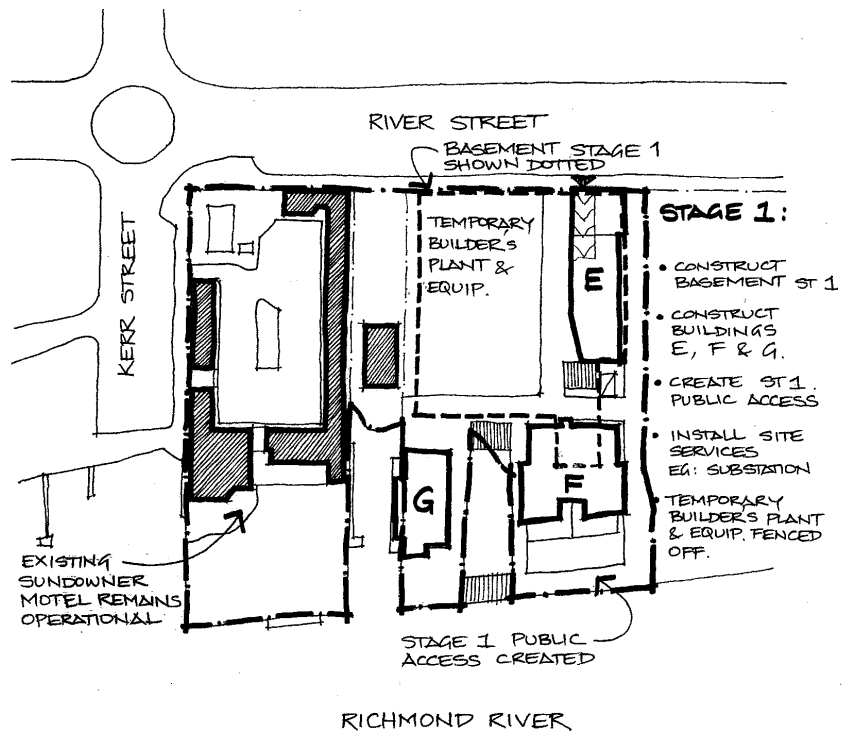 RIVER STREET
BASEMENT STAGE 1
SHOWN DOTTED
KERR STREET
TEMPORARY
BUILDER'S
PLANT &
EQUIP.
E
STAGE 1:
• CONSTRUCT
BASEMENT ST 1
• CONSTRUCT
BUILDINGS
E, F & G.
• CREATE ST 1.
PUBLIC ACCESS
• INSTALL SITE
SERVICES
EG: SUBSTATION
• TEMPORARY
BUILDER'S PLANT
& EQUIP. FENCED
OFF.
G
F
EXISTING
SUNDOWNER
MOTEL REMAINS
OPERATIONAL
STAGE 1 PUBLIC
ACCESS CREATED
RICHMOND RIVER